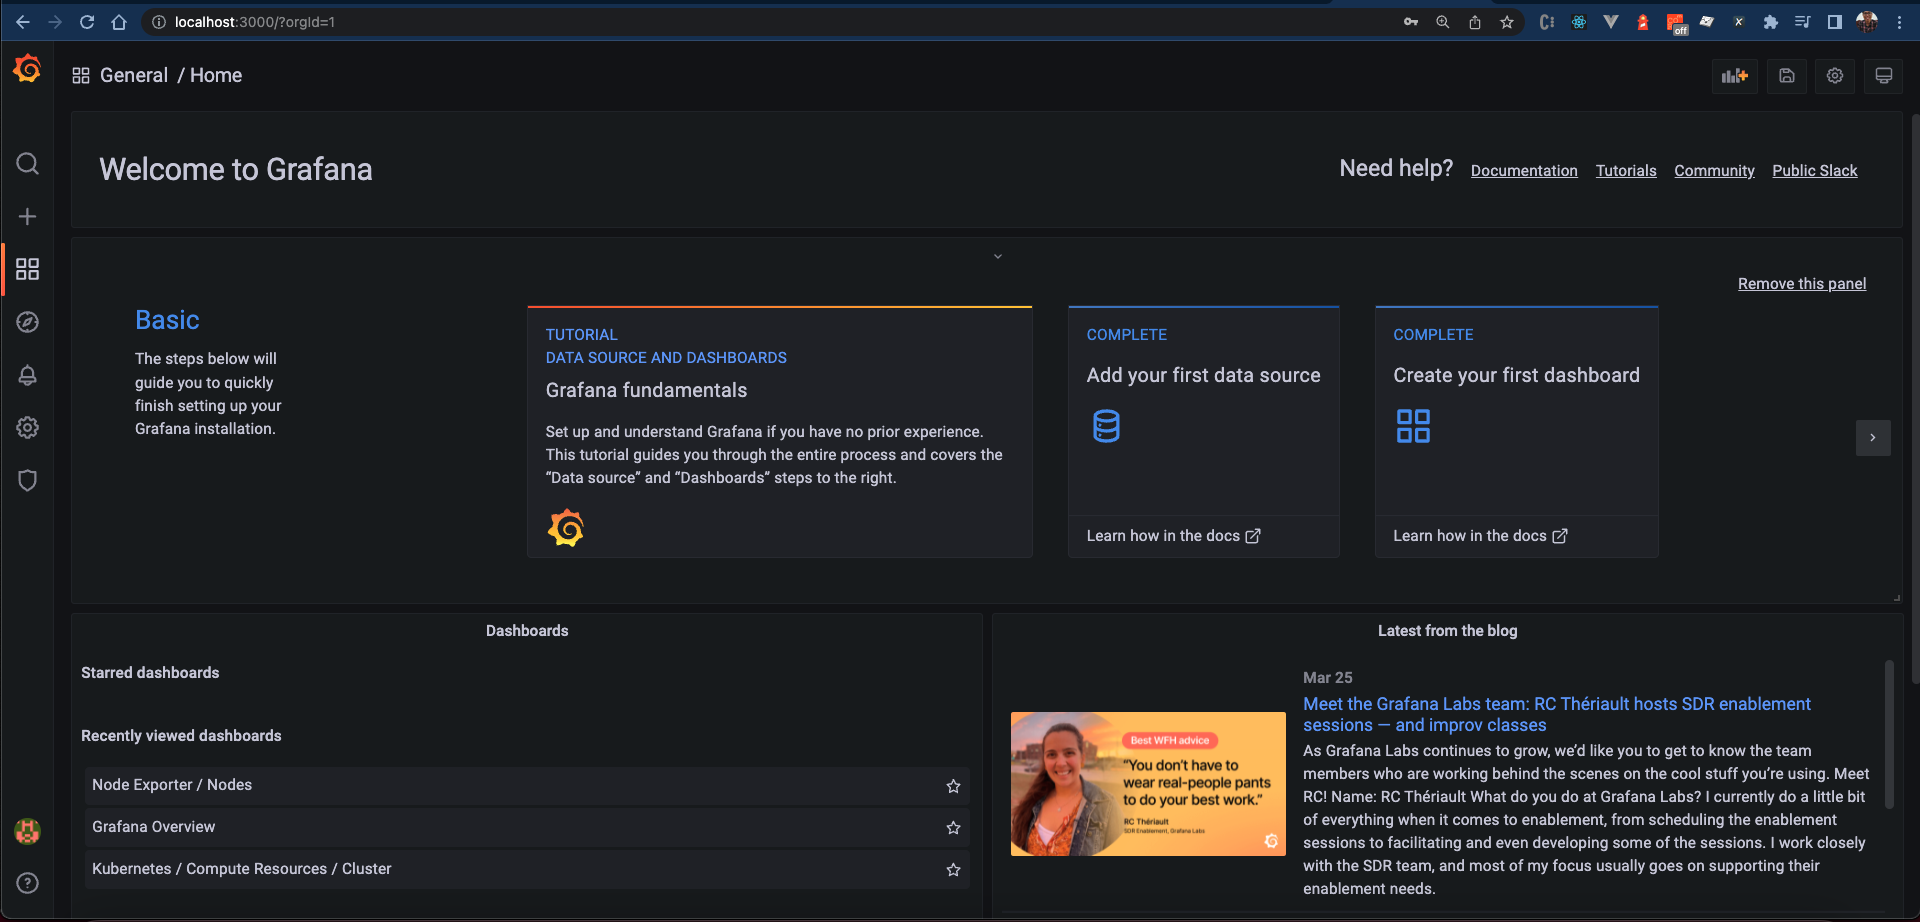 localhost:3000/?orgId=1
off
General / Home
Welcome to Grafana
Need help? Documentation Tutorials Community Public Slack
Remove this panel
Basic
The steps below will
guide you to quickly
finish setting up your
Grafana installation.
TUTORIAL
DATA SOURCE AND DASHBOARDS
Grafana fundamentals
Set up and understand Grafana if you have no prior experience.
This tutorial guides you through the entire process and covers the
“Data source” and “Dashboards” steps to the right.
COMPLETE
Add your first data source
Learn how in the docs
COMPLETE
Create your first dashboard
Learn how in the docs
Dashboards
Starred dashboards
Recently viewed dashboards
Node Exporter / Nodes
Grafana Overview
Kubernetes / Compute Resources / Cluster
Latest from the blog
Best WFH advice
“You don’t have to
wear real-people pants
to do your best work.”
RC Thériault
SDR Enablement, Grafana Labs
Mar 25
Meet the Grafana Labs team: RC Thériault hosts SDR enablement
sessions — and improv classes
As Grafana Labs continues to grow, we’d like you to get to know the team
members who are working behind the scenes on the cool stuff you’re using. Meet
RC! Name: RC Thériault What do you do at Grafana Labs? I currently do a little bit
of everything when it comes to enablement, from scheduling the enablement
sessions to facilitating and even developing some of the sessions. I work closely
with the SDR team, and most of my focus usually goes on supporting their
enablement needs.